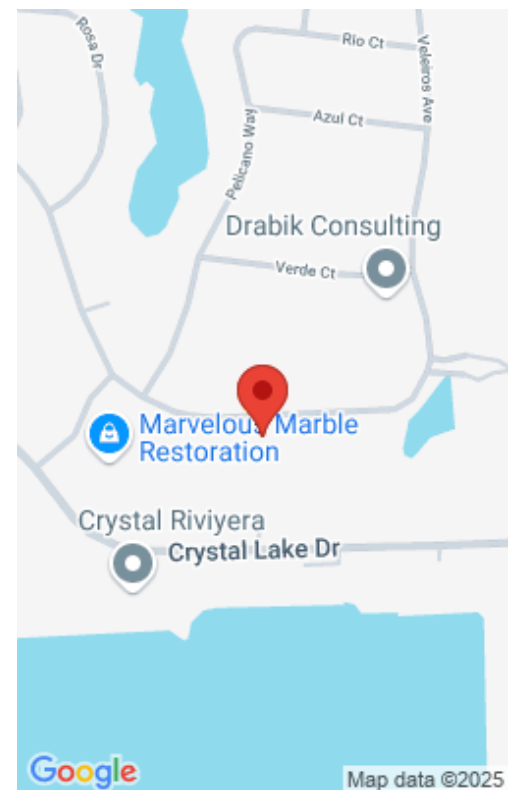 Rosa Dr
Rio Ct
Veleiros Ave
Azul Ct
Pelicano Way
Drabik Consulting
Verde Ct
Marvelous Marble
Restoration
Crystal Riviyera
Crystal Lake Dr
Google
Map data ©2025